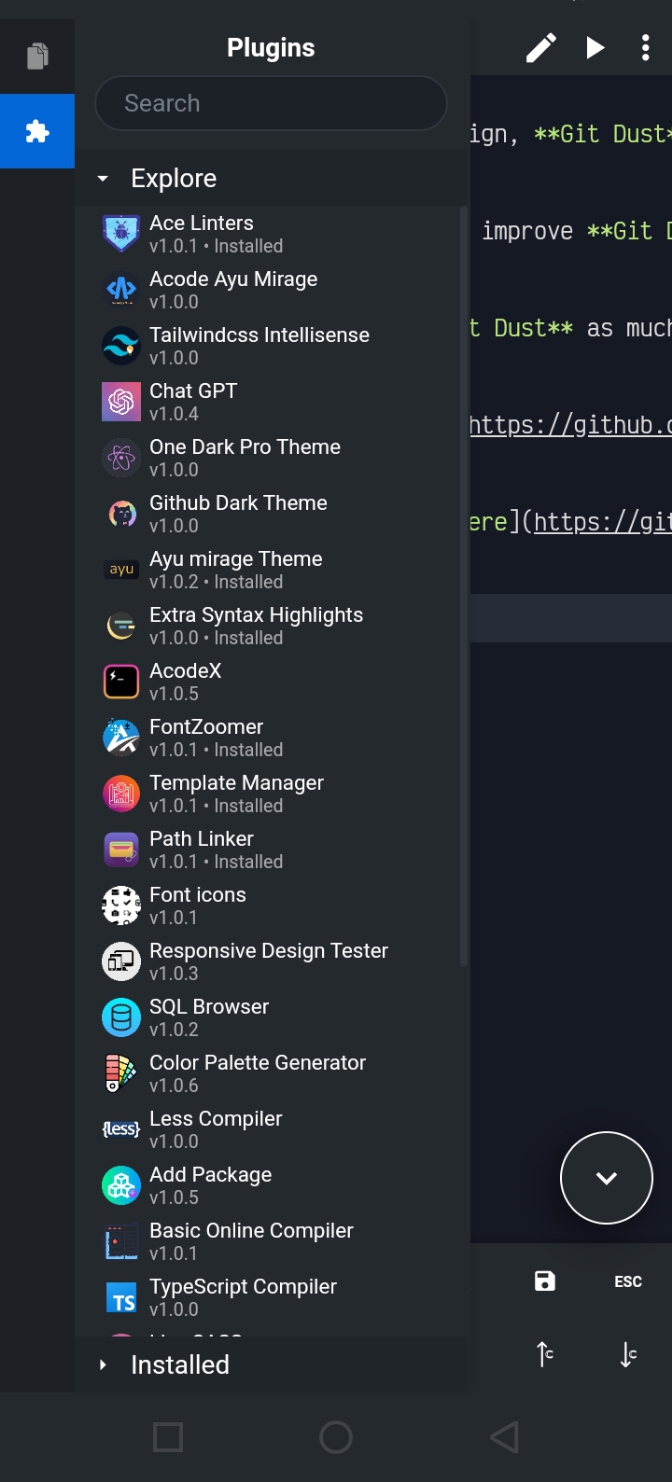 Plugins
Search
Explore
Ace Linters
v1.0.1 • Installed
Acode Ayu Mirage
v1.0.0
Tailwindcss Intellisense
v1.0.0
Chat GPT
v1.0.4
One Dark Pro Theme
v1.0.0
Github Dark Theme
v1.0.0
ayu
Ayu mirage Theme
v1.0.2 • Installed
Extra Syntax Highlights
v1.0.0 • Installed
AcodeX
v1.0.5
FontZoomer
v1.0.1 • Installed
Template Manager
v1.0.1 • Installed
Path Linker
v1.0.1 • Installed
Font icons
v1.0.1
Responsive Design Tester
v1.0.3
SQL Browser
v1.0.2
Color Palette Generator
v1.0.6
{less}
Less Compiler
v1.0.0
Add Package
v1.0.5
Basic Online Compiler
v1.0.1
TS
TypeScript Compiler
v1.0.0
Installed
ign, **Git Dust*
improve **Git D
t Dust** as much
https://github.c
ere](https://git
ESC
C
C